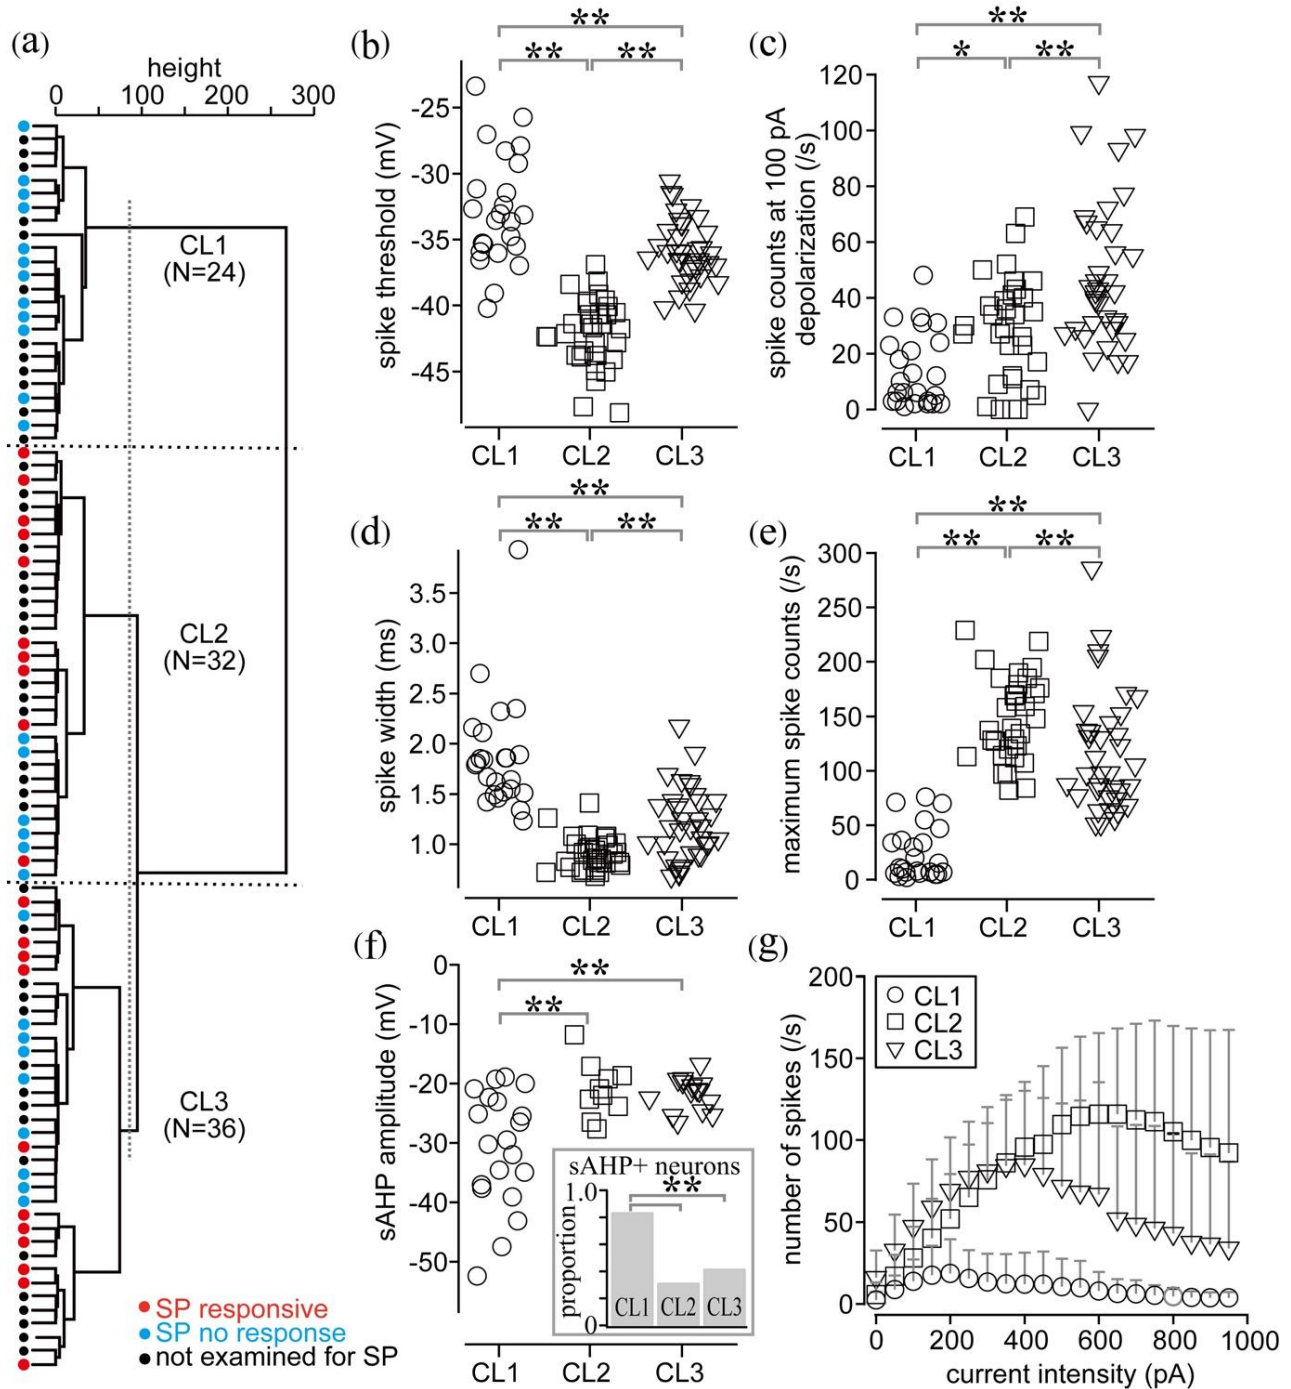 (a)
height
0 100 200 300
CL1
(N=24)
CL2
(N=32)
CL3
(N=36)
SP responsive
SP no response
not examined for SP
(b)
**
** **
spike threshold (mV)
-25
-30
-35
-40
-45
CL1 CL2 CL3
(c)
**
* **
spike counts at 100 pA
depolarization (/s)
120
100
80
60
40
20
0
CL1 CL2 CL3
(d)
**
** **
spike width (ms)
3.5
3.0
2.5
2.0
1.5
1.0
CL1 CL2 CL3
(e)
**
** **
maximum spike counts (/s)
300
250
200
150
100
50
0
CL1 CL2 CL3
(f)
**
**
sAHP amplitude (mV)
0
-10
-20
-30
-40
-50
CL1 CL2 CL3
sAHP+ neurons
**
proportion
1.0
0
CL1 CL2 CL3
(g)
number of spikes (/s)
200
150
100
50
0
CL1
CL2
CL3
0 200 400 600 800 1000
current intensity (pA)